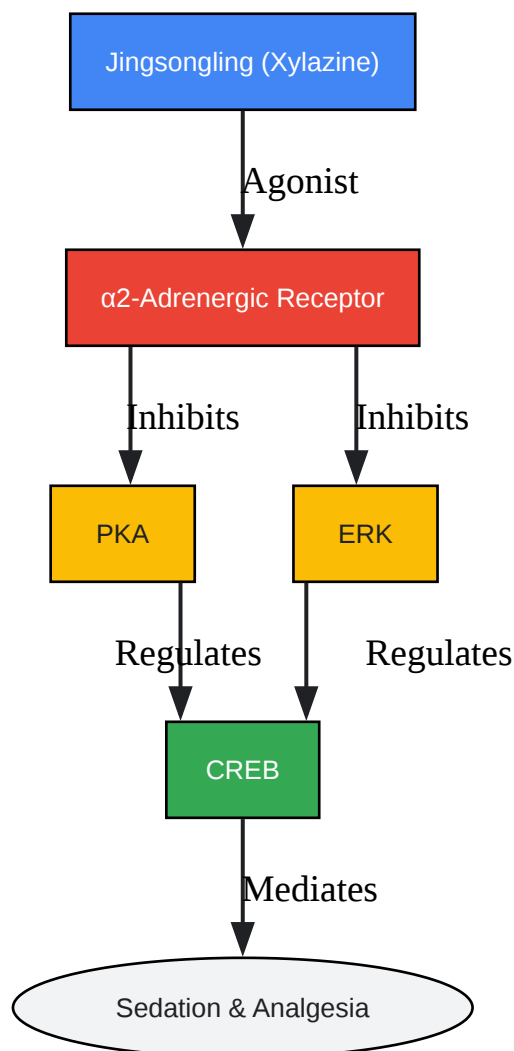 Jingsongling (Xylazine)
Agonist
α2-Adrenergic Receptor
Inhibits
Inhibits
PKA
ERK
Regulates
Regulates
CREB
Mediates
Sedation & Analgesia